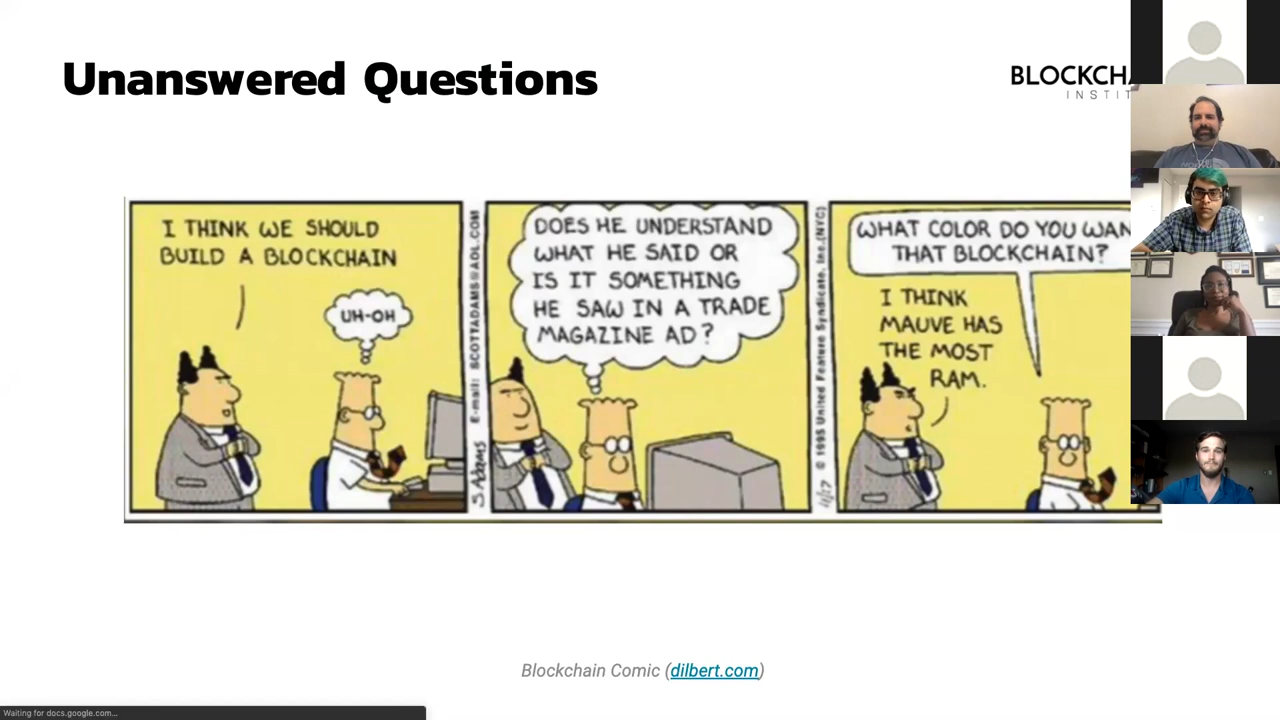 Unanswered Questions
BLOCKCHA
INSTIT
I THINK WE SHOULD
BUILD A BLOCKCHAIN
UH-OH
S. Adams E-mail: SCOTTADAMS@AOL.COM
DOES HE UNDERSTAND
WHAT HE SAID OR
IS IT SOMETHING
HE SAW IN A TRADE
MAGAZINE AD?
11/17 © 1995 United Feature Syndicate, Inc.(NYC)
WHAT COLOR DO YOU WAN
THAT BLOCKCHAIN?
I THINK
MAUVE HAS
THE MOST
RAM.
Blockchain Comic (dilbert.com)
Waiting for docs.google.com...